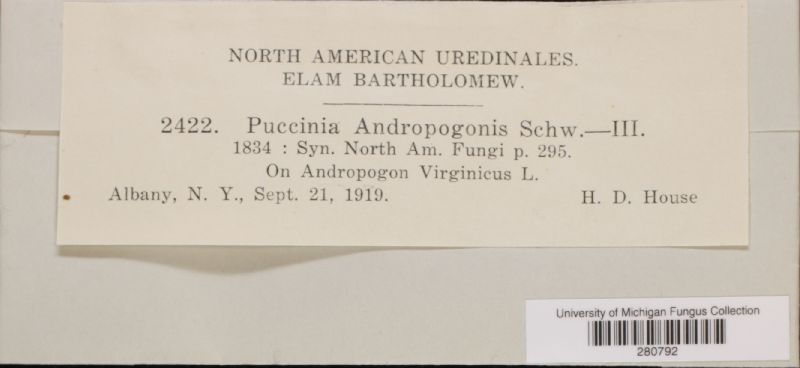 NORTH AMERICAN UREDINALES.
ELAM BARTHOLOMEW.
2422. Puccinia Andropogonis Schw.—III.
1834 : Syn. North Am. Fungi p. 295.
On Andropogon Virginicus L.
Albany, N. Y., Sept. 21, 1919. H. D. House
University of Michigan Fungus Collection
280792